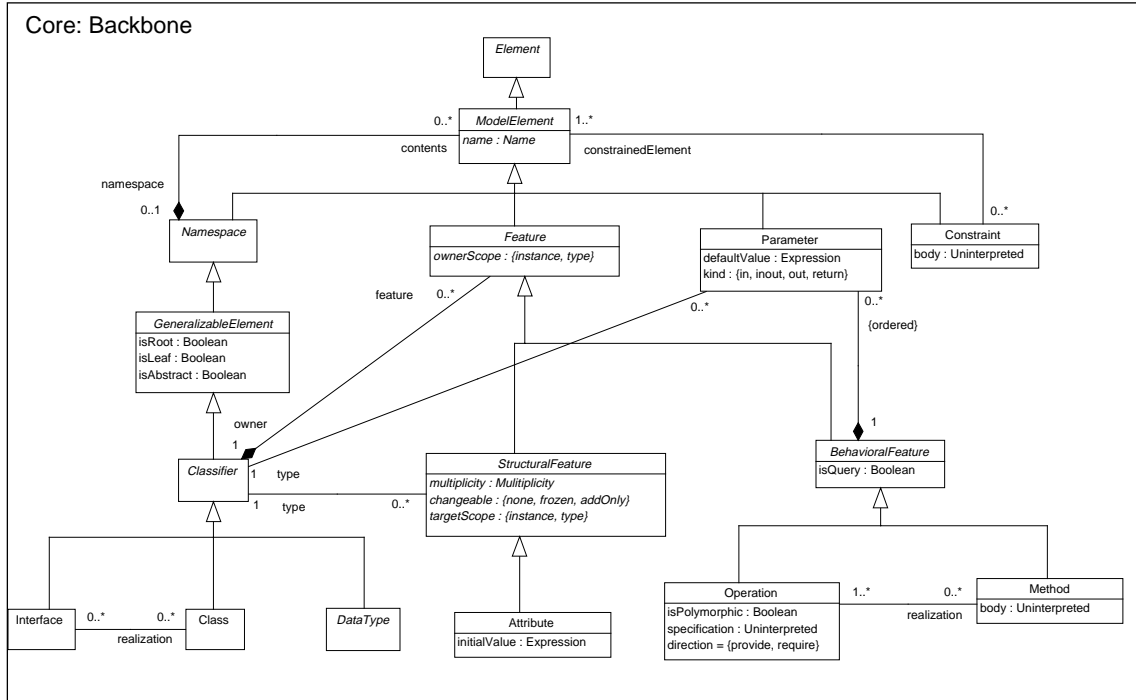 Core: Backbone
Element
ModelElement
name : Name
0..*
1..*
contents
constrainedElement
namespace
0..1
0..*
Namespace
Feature
ownerScope : {instance, type}
Parameter
defaultValue : Expression
kind : {in, inout, out, return}
Constraint
body : Uninterpreted
feature
0..*
0..*
0..*
{ordered}
GeneralizableElement
isRoot : Boolean
isLeaf : Boolean
isAbstract : Boolean
owner
1
1
Classifier
1
type
1
type
0..*
StructuralFeature
multiplicity : Mulitiplicity
changeable : {none, frozen, addOnly}
targetScope : {instance, type}
BehavioralFeature
isQuery : Boolean
Interface
0..*
0..*
realization
Class
DataType
Attribute
initialValue : Expression
Operation
isPolymorphic : Boolean
specification : Uninterpreted
direction = {provide, require}
1..*
0..*
realization
Method
body : Uninterpreted